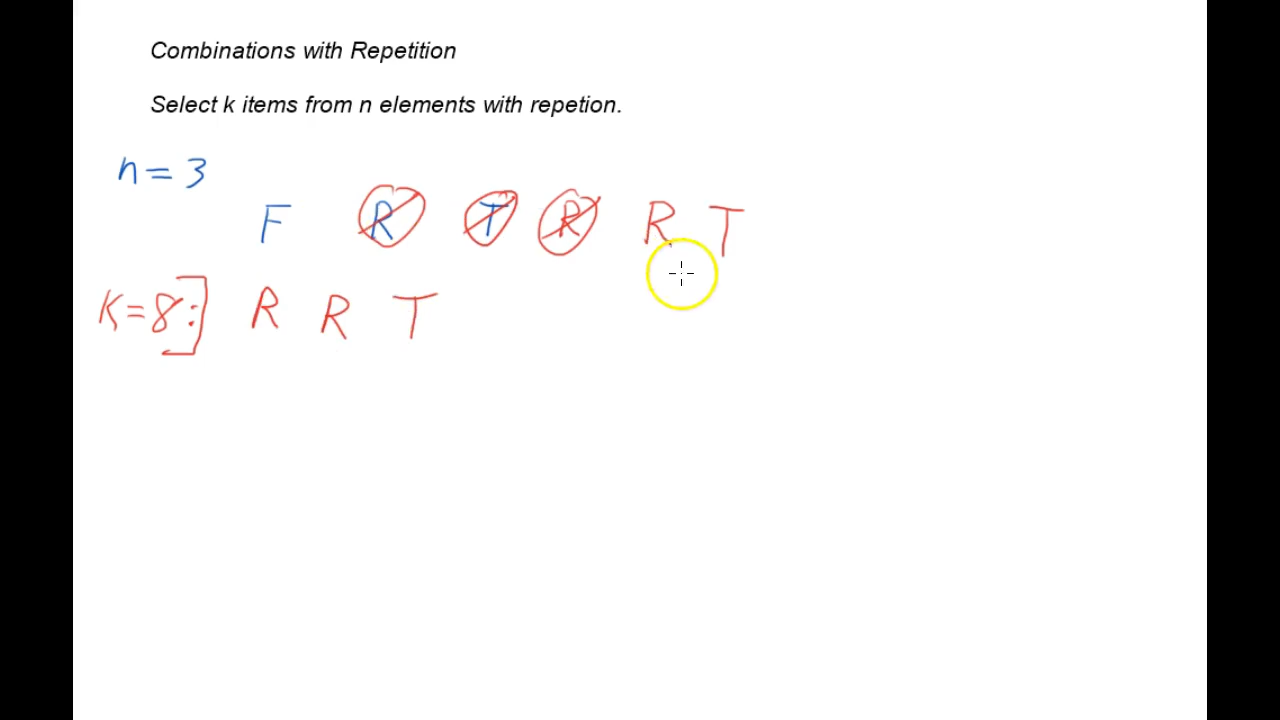 Combinations with Repetition
Select k items from n elements with repetion.
n = 3
F R T R R T
K = 8 : R R T